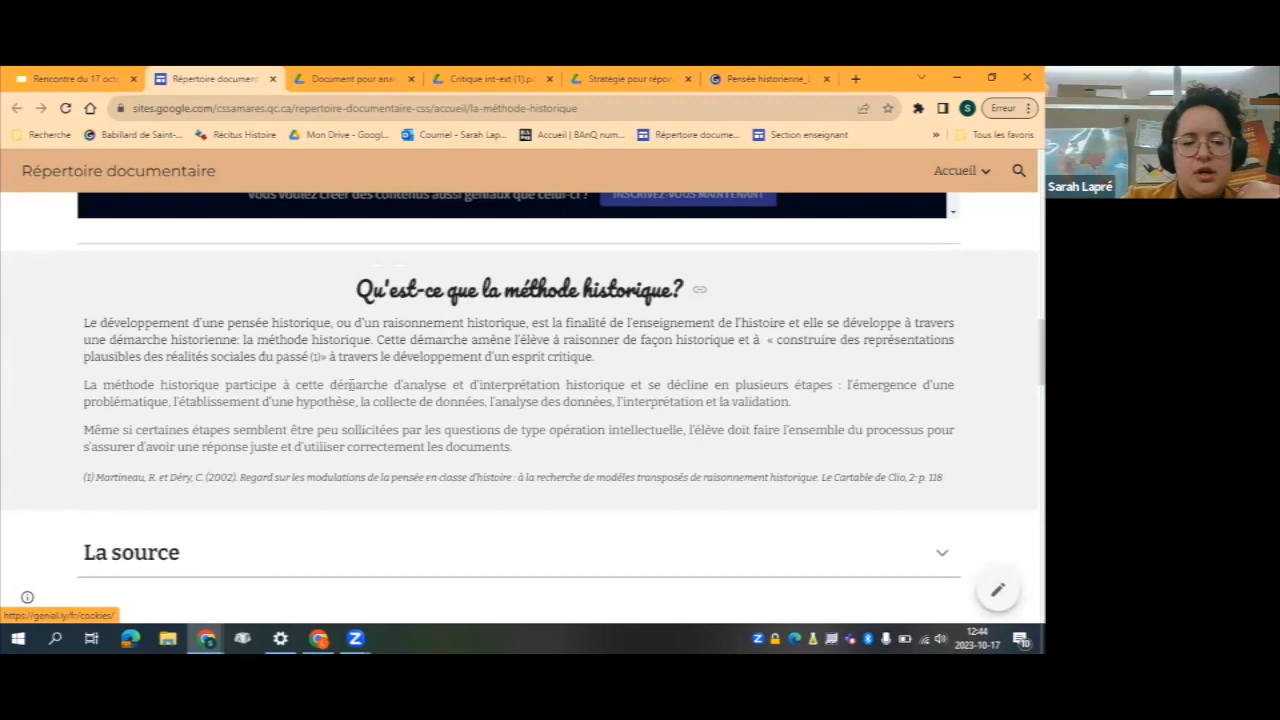 Rencontre du 17 octo
Répertoire documen
Document pour ana
Critique int-ext (1).p
Stratégie pour répon
Pensée historienne_
sites.google.com/cssamares.qc.ca/repertoire-documentaire-css/accueil/la-méthode-historique
S
Erreur
Recherche
Babillard de Saint-...
Récitus Histoire
Mon Drive - Googl...
Courriel - Sarah Lap...
Accueil | BAnQ num...
Répertoire docume...
Section enseignant
»
Tous les favoris
Répertoire documentaire
Accueil
Sarah Lapré
Vous voulez créer des contenus aussi géniaux que celui-ci ?
INSCRIVEZ-VOUS MAINTENANT
Qu'est-ce que la méthode historique?
Le développement d'une pensée historique, ou d'un raisonnement historique, est la finalité de l'enseignement de l'histoire et elle se développe à travers
une démarche historienne: la méthode historique. Cette démarche amène l'élève à raisonner de façon historique et à « construire des représentations
plausibles des réalités sociales du passé (1)» à travers le développement d'un esprit critique.
La méthode historique participe à cette démarche d'analyse et d'interprétation historique et se décline en plusieurs étapes : l'émergence d'une
problématique, l'établissement d'une hypothèse, la collecte de données, l'analyse des données, l'interprétation et la validation.
Même si certaines étapes semblent être peu sollicitées par les questions de type opération intellectuelle, l'élève doit faire l'ensemble du processus pour
s'assurer d'avoir une réponse juste et d'utiliser correctement les documents.
(1) Martineau, R. et Déry, C. (2002). Regard sur les modulations de la pensée en classe d'histoire : à la recherche de modèles transposés de raisonnement historique. Le Cartable de Clio, 2: p. 118
La source
https://genial.ly/fr/cookies/
12:44
2023-10-17
10